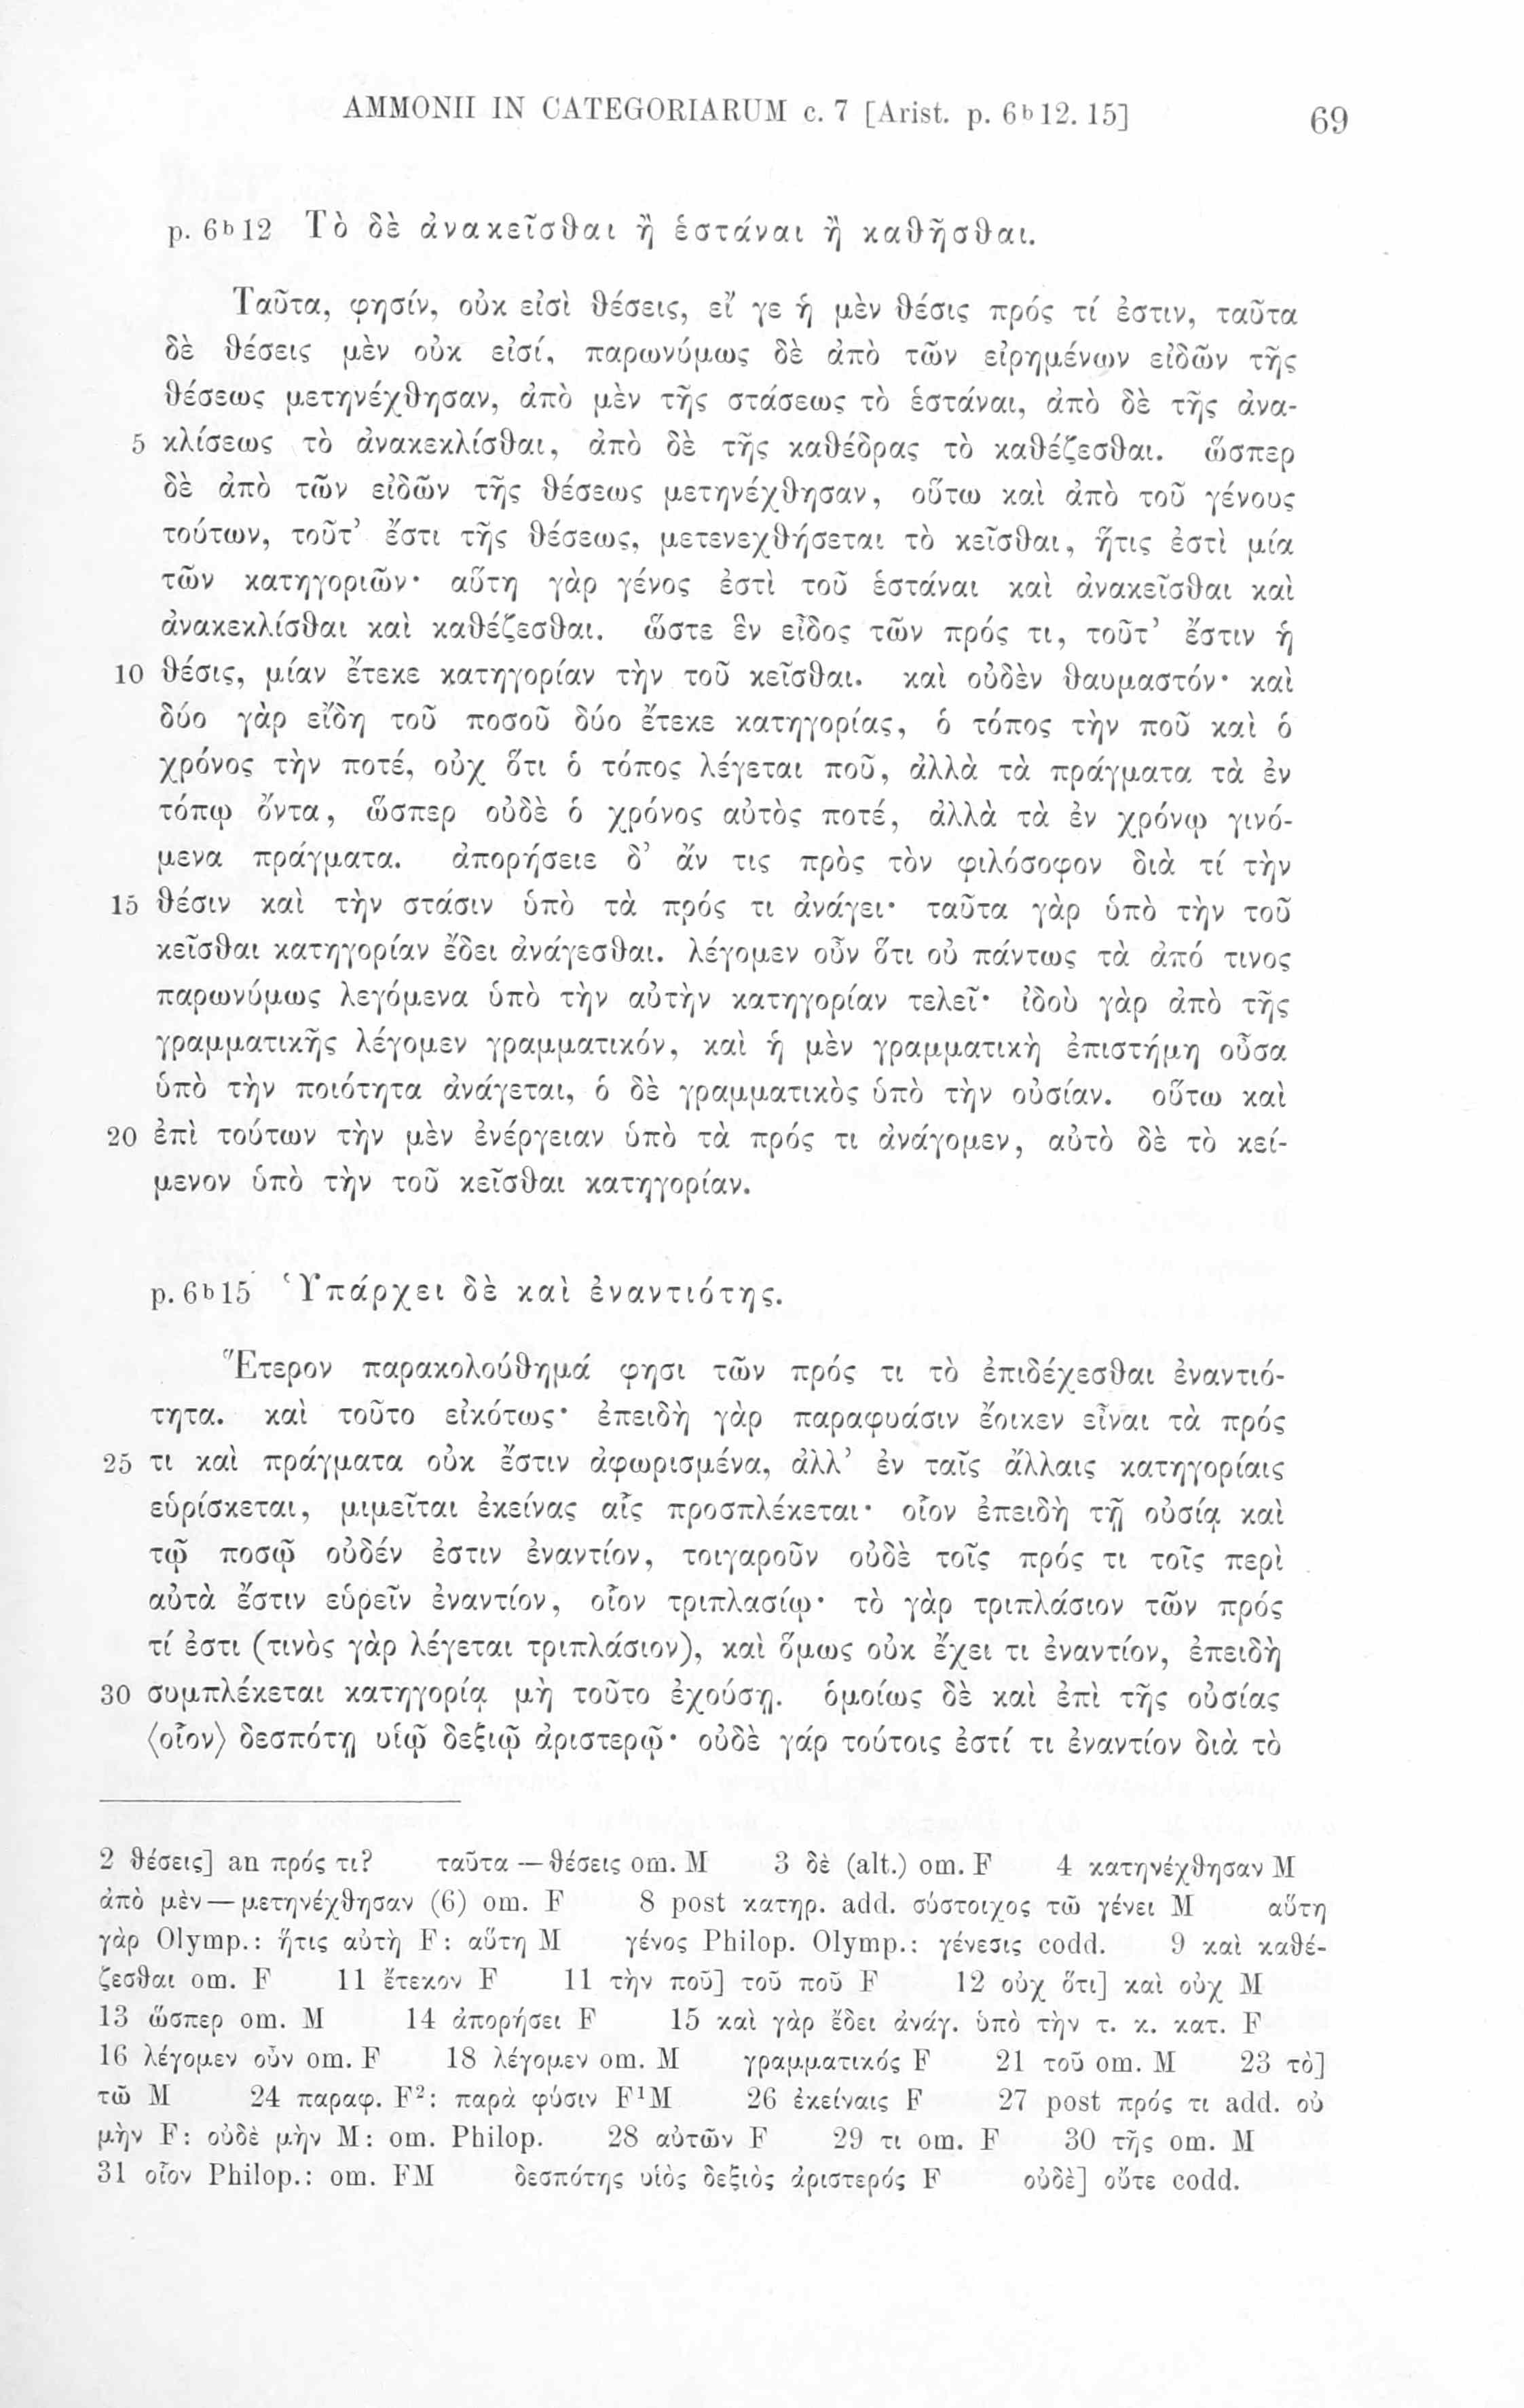 AMMONII IN CATEGORIARUM c. 7 [Arist. p. 6b12. 15] 69
p. 6b12 Τὸ δὲ ἀνακεῖσθαι ἢ ἑστάναι ἢ καθῆσθαι.
Ταῦτα, φησίν, οὐκ εἰσὶ θέσεις, εἴ γε ἡ μὲν θέσις πρός τί ἐστιν, ταῦτα
δὲ θέσεις μὲν οὐκ εἰσί, παρωνύμως δὲ ἀπὸ τῶν εἰρημένων εἰδῶν τῆς
θέσεως μετηνέχθησαν, ἀπὸ μὲν τῆς στάσεως τὸ ἑστάναι, ἀπὸ δὲ τῆς ἀνα-
5 κλίσεως τὸ ἀνακεκλίσθαι, ἀπὸ δὲ τῆς καθέδρας τὸ καθέζεσθαι. ὥσπερ
δὲ ἀπὸ τῶν εἰδῶν τῆς θέσεως μετηνέχθησαν, οὕτω καὶ ἀπὸ τοῦ γένους
τούτων, τοῦτ’ ἔστι τῆς θέσεως, μετενεχθήσεται τὸ κεῖσθαι, ἥτις ἐστὶ μία
τῶν κατηγοριῶν· αὕτη γὰρ γένος ἐστὶ τοῦ ἑστάναι καὶ ἀνακεῖσθαι καὶ
ἀνακεκλίσθαι καὶ καθέζεσθαι. ὥστε ἓν εἶδος τῶν πρός τι, τοῦτ’ ἔστιν ἡ
10 θέσις, μίαν ἔτεκε κατηγορίαν τὴν τοῦ κεῖσθαι. καὶ οὐδὲν θαυμαστόν· καὶ
δύο γὰρ εἴδη τοῦ ποσοῦ δύο ἔτεκε κατηγορίας, ὁ τόπος τὴν ποῦ καὶ ὁ
χρόνος τὴν ποτέ, οὐχ ὅτι ὁ τόπος λέγεται ποῦ, ἀλλὰ τὰ πράγματα τὰ ἐν
τόπῳ ὄντα, ὥσπερ οὐδὲ ὁ χρόνος αὐτὸς ποτέ, ἀλλὰ τὰ ἐν χρόνῳ γινό-
μενα πράγματα. ἀπορήσειε δ’ ἄν τις πρὸς τὸν φιλόσοφον διὰ τί τὴν
15 θέσιν καὶ τὴν στάσιν ὑπὸ τὰ πρός τι ἀνάγει· ταῦτα γὰρ ὑπὸ τὴν τοῦ
κεῖσθαι κατηγορίαν ἔδει ἀνάγεσθαι. λέγομεν οὖν ὅτι οὐ πάντως τὰ ἀπό τινος
παρωνύμως λεγόμενα ὑπὸ τὴν αὐτὴν κατηγορίαν τελεῖ· ἰδοὺ γὰρ ἀπὸ τῆς
γραμματικῆς λέγομεν γραμματικόν, καὶ ἡ μὲν γραμματικὴ ἐπιστήμη οὖσα
ὑπὸ τὴν ποιότητα ἀνάγεται, ὁ δὲ γραμματικὸς ὑπὸ τὴν οὐσίαν. οὕτω καὶ
20 ἐπὶ τούτων τὴν μὲν ἐνέργειαν ὑπὸ τὰ πρός τι ἀνάγομεν, αὐτὸ δὲ τὸ κεί-
μενον ὑπὸ τὴν τοῦ κεῖσθαι κατηγορίαν.
p. 6b15 Ὑπάρχει δὲ καὶ ἐναντιότης.
Ἕτερον παρακολούθημά φησι τῶν πρός τι τὸ ἐπιδέχεσθαι ἐναντιό-
τητα. καὶ τοῦτο εἰκότως· ἐπειδὴ γὰρ παραφυάσιν ἔοικεν εἶναι τὰ πρός
25 τι καὶ πράγματα οὐκ ἔστιν ἀφωρισμένα, ἀλλ’ ἐν ταῖς ἄλλαις κατηγορίαις
εὑρίσκεται, μιμεῖται ἐκείνας αἷς προσπλέκεται· οἷον ἐπειδὴ τῇ οὐσίᾳ καὶ
τῷ ποσῷ οὐδέν ἐστιν ἐναντίον, τοιγαροῦν οὐδὲ τοῖς πρός τι τοῖς περὶ
αὐτὰ ἔστιν εὑρεῖν ἐναντίον, οἷον τριπλασίῳ· τὸ γὰρ τριπλάσιον τῶν πρός
τί ἐστι (τινὸς γὰρ λέγεται τριπλάσιον), καὶ ὅμως οὐκ ἔχει τι ἐναντίον, ἐπειδὴ
30 συμπλέκεται κατηγορίᾳ μὴ τοῦτο ἐχούσῃ. ὁμοίως δὲ καὶ ἐπὶ τῆς οὐσίας
⟨οἷον⟩ δεσπότῃ υἱῷ δεξιῷ ἀριστερῷ· οὐδὲ γάρ τούτοις ἐστί τι ἐναντίον διὰ τὸ
2 θέσεις] an πρός τι? ταῦτα — θέσεις om. M 3 δὲ (alt.) om. F 4 κατηνέχθησαν M
ἀπὸ μὲν — μετηνέχθησαν (6) om. F 8 post κατηρ. add. σύστοιχος τῶ γένει M αὕτη
γὰρ Olymp.: ἥτις αὐτὴ F: αὕτη M γένος Philop. Olymp.: γένεσις codd. 9 καὶ καθέ-
ζεσθαι om. F 11 ἔτεκον F 11 τὴν ποῦ] τοῦ ποῦ F 12 οὐχ ὅτι] καὶ οὐχ M
13 ὥσπερ om. M 14 ἀπορήσει F 15 καὶ γὰρ ἔδει ἀνάγ. ὑπὸ τὴν τ. κ. κατ. F
16 λέγομεν οὖν om. F 18 λέγομεν om. M γραμματικός F 21 τοῦ om. M 23 τὸ]
τῶ M 24 παραφ. F²: παρὰ φύσιν F¹M 26 ἐκείναις F 27 post πρός τι add. οὐ
μὴν F: οὐδὲ μὴν M: om. Philop. 28 αὐτῶν F 29 τι om. F 30 τῆς om. M
31 οἷον Philop.: om. FM δεσπότης υἱὸς δεξιὸς ἀριστερός F οὐδὲ] οὔτε codd.